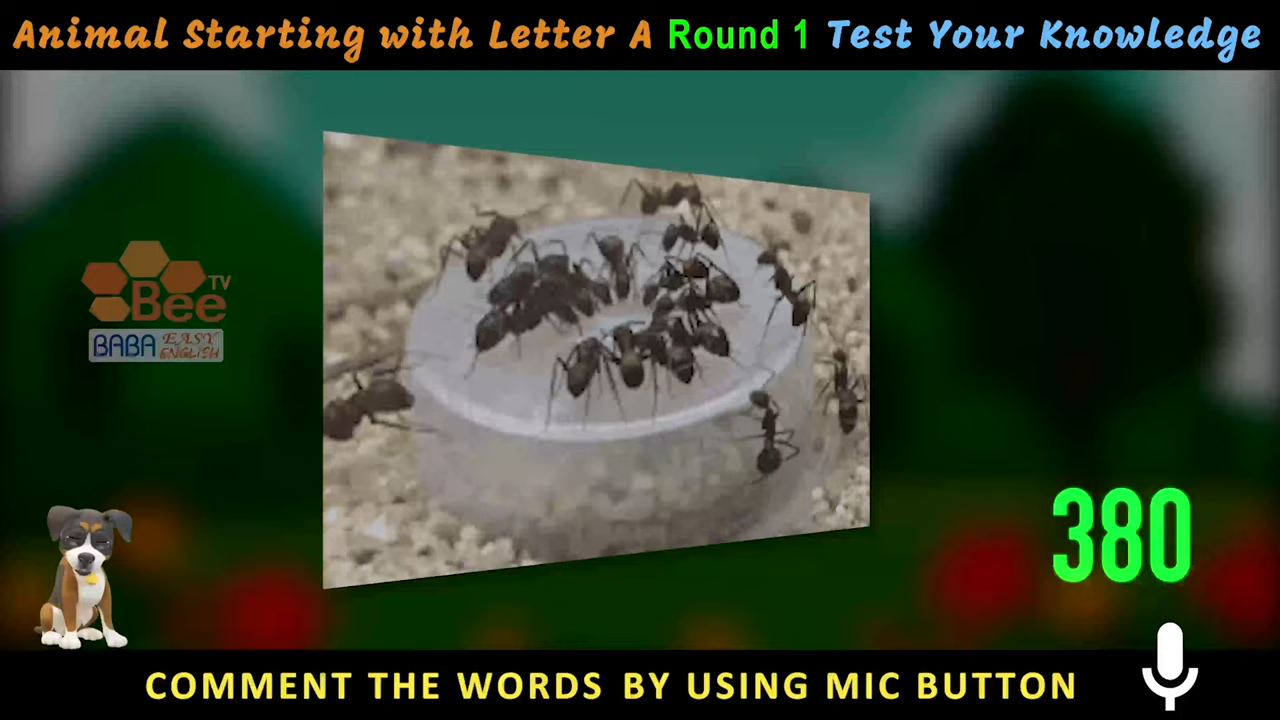 Animal Starting with Letter A Round 1 Test Your Knowledge
Bee TV
BABA EASY ENGLISH
380
COMMENT THE WORDS BY USING MIC BUTTON